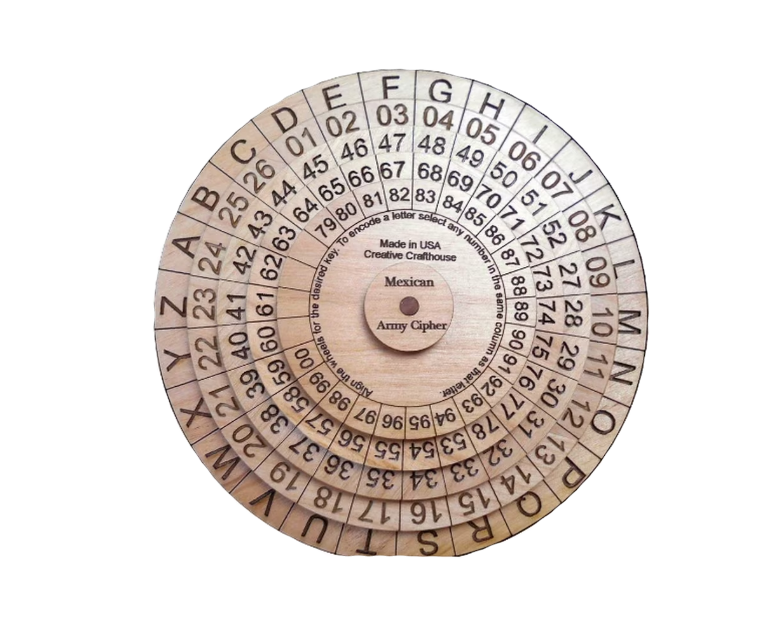 A B C D E F G H I J K L M N O P Q R S T U V W X Y Z
24 25 26 01 02 03 04 05 06 07 08 09 10 11 12 13 14 15 16 17 18 19 20 21 22 23
42 43 44 45 46 47 48 49 50 51 52 27 28 29 30 31 32 33 34 35 36 37 38 39 40 41
62 63 64 65 66 67 68 69 70 71 72 73 74 75 76 77 78 53 54 55 56 57 58 59 60 61
79 80 81 82 83 84 85 86 87 88 89 90 91 92 93 94 95 96 97 98 99 00
Align the wheels for the dasired key. To encode a letter select any number in the same column as that letter
Made in USA
Creative Crafthouse
Mexican
Army Cipher